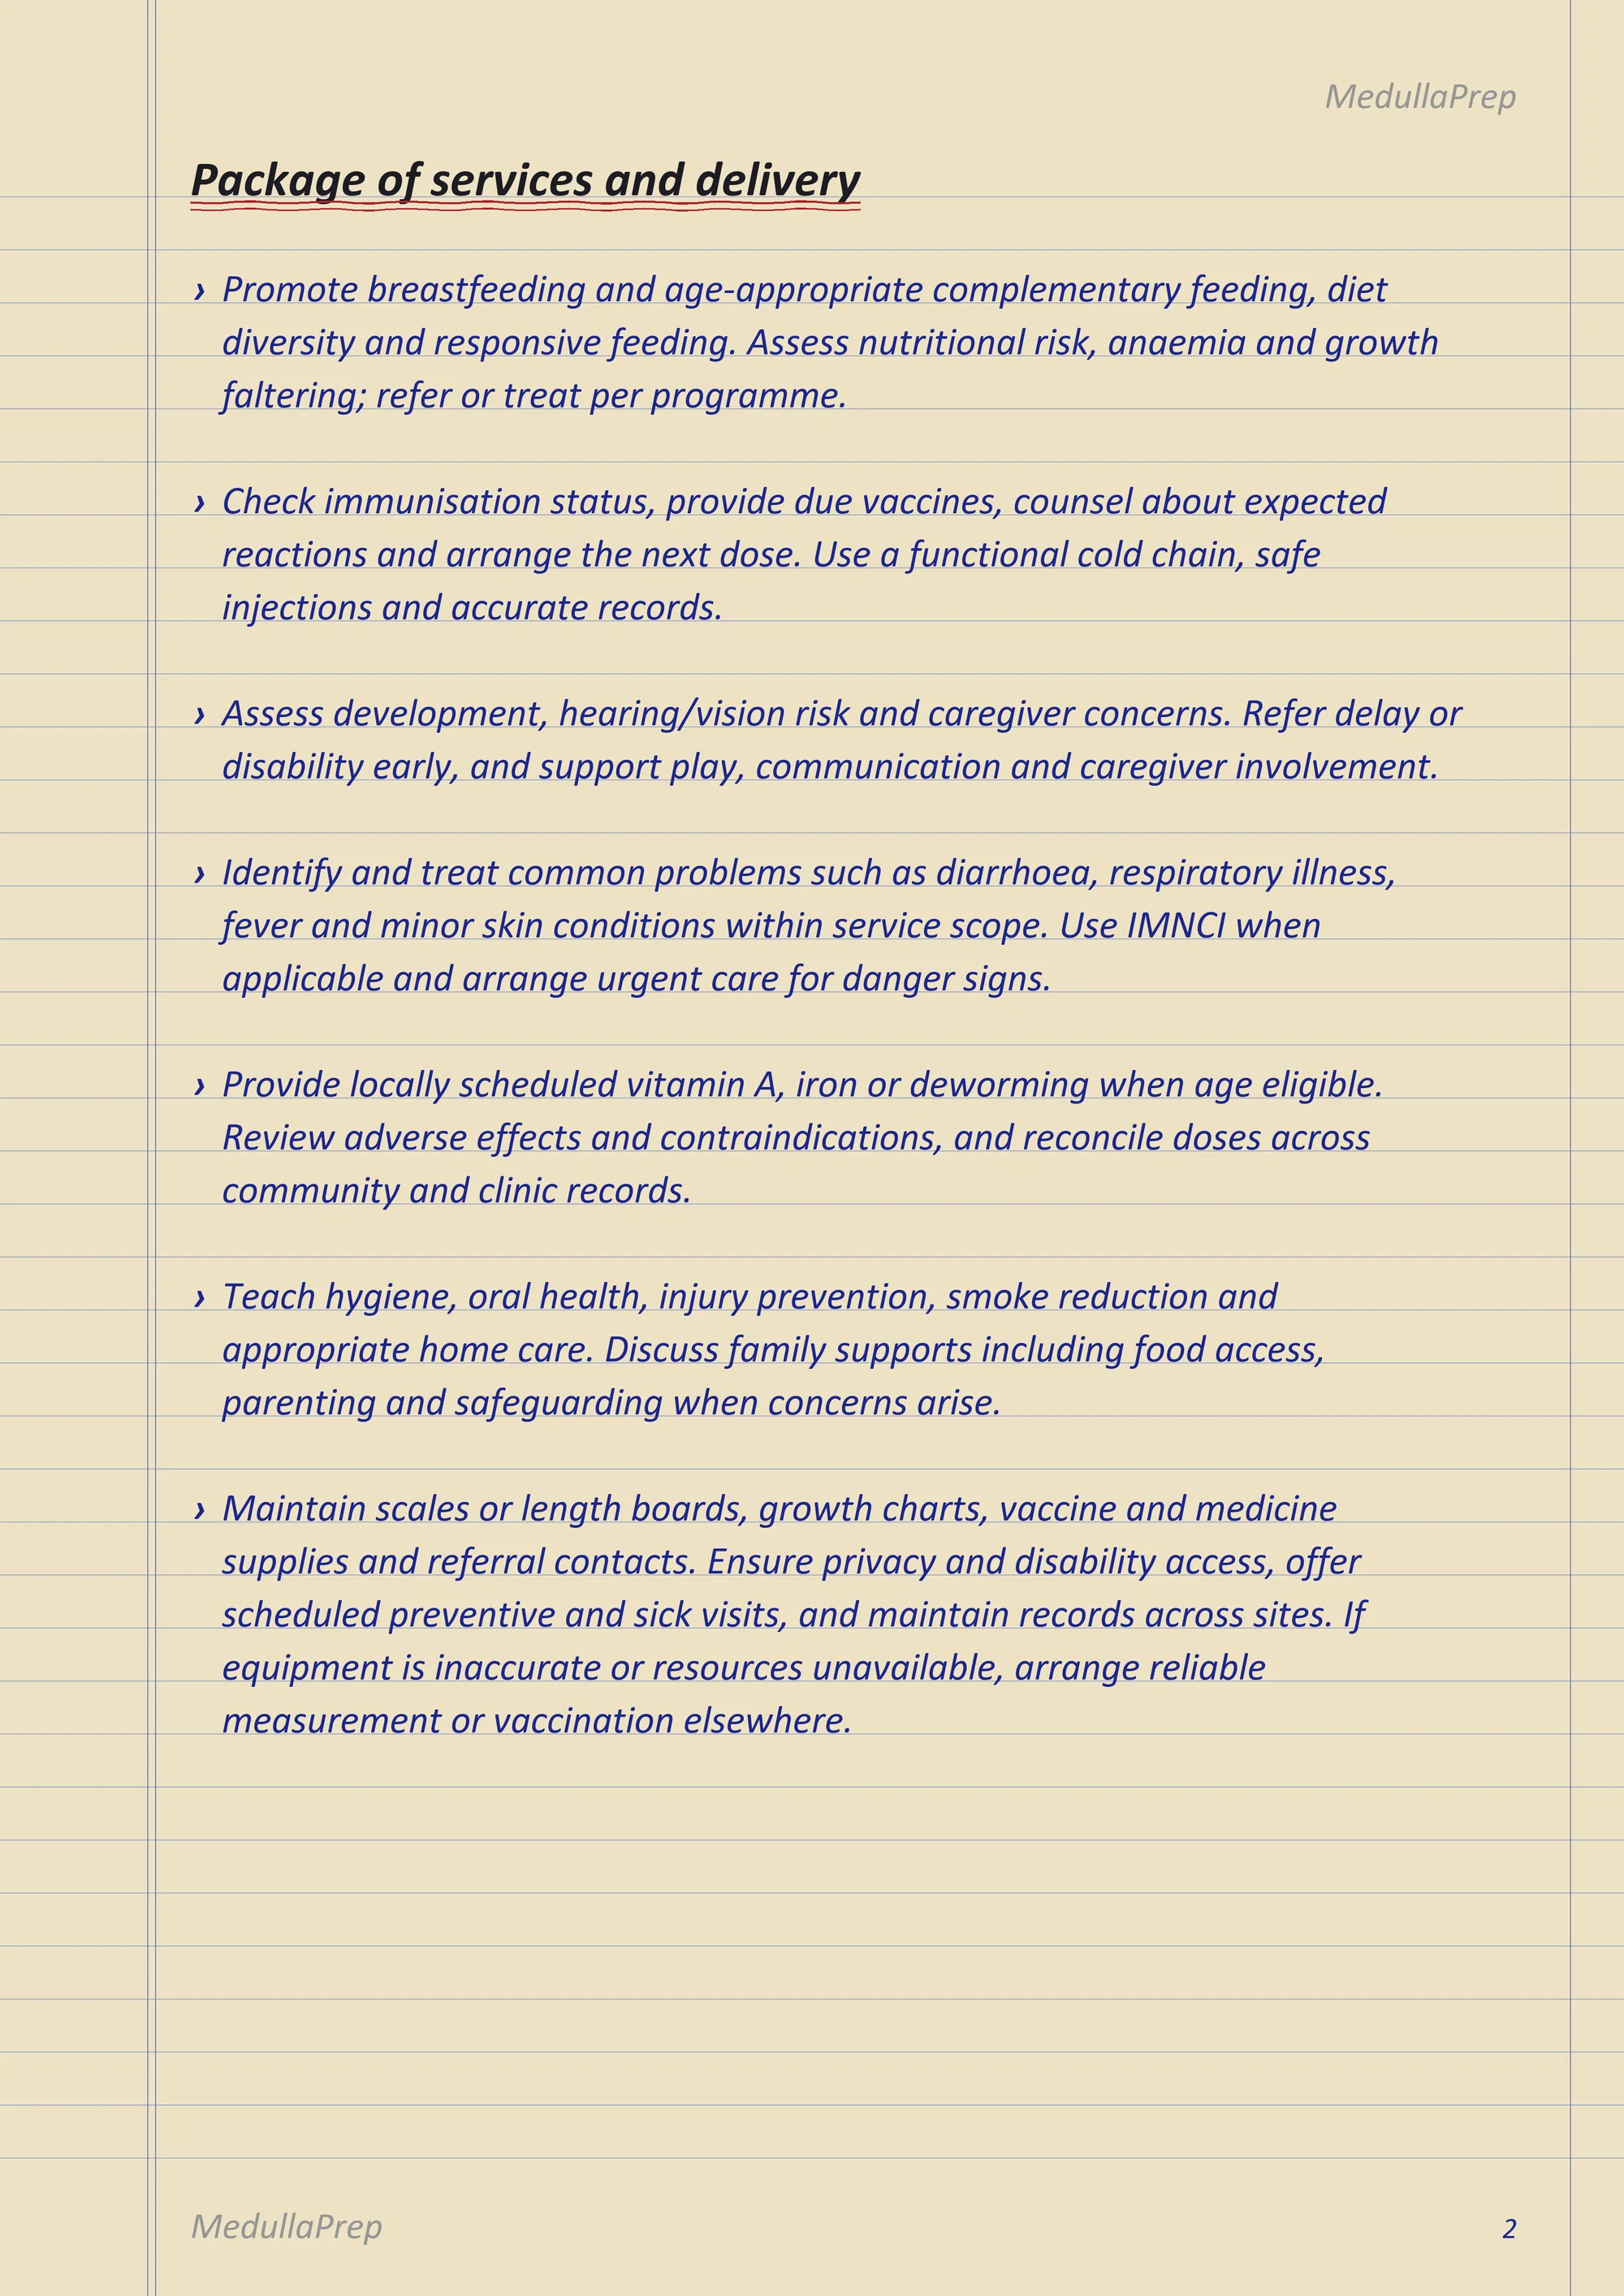 MedullaPrep
Package of services and delivery
› Promote breastfeeding and age-appropriate complementary feeding, diet
diversity and responsive feeding. Assess nutritional risk, anaemia and growth
faltering; refer or treat per programme.
› Check immunisation status, provide due vaccines, counsel about expected
reactions and arrange the next dose. Use a functional cold chain, safe
injections and accurate records.
› Assess development, hearing/vision risk and caregiver concerns. Refer delay or
disability early, and support play, communication and caregiver involvement.
› Identify and treat common problems such as diarrhoea, respiratory illness,
fever and minor skin conditions within service scope. Use IMNCI when
applicable and arrange urgent care for danger signs.
› Provide locally scheduled vitamin A, iron or deworming when age eligible.
Review adverse effects and contraindications, and reconcile doses across
community and clinic records.
› Teach hygiene, oral health, injury prevention, smoke reduction and
appropriate home care. Discuss family supports including food access,
parenting and safeguarding when concerns arise.
› Maintain scales or length boards, growth charts, vaccine and medicine
supplies and referral contacts. Ensure privacy and disability access, offer
scheduled preventive and sick visits, and maintain records across sites. If
equipment is inaccurate or resources unavailable, arrange reliable
measurement or vaccination elsewhere.
MedullaPrep
2